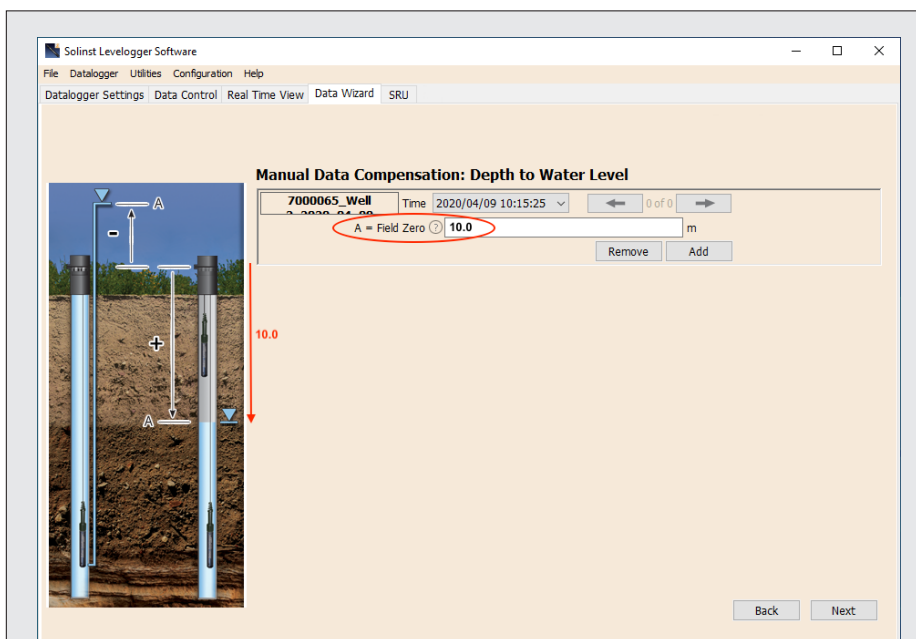 Solinst Levelogger Software
File Datalogger Utilities Configuration Help
Datalogger Settings Data Control Real Time View Data Wizard SRU
Manual Data Compensation: Depth to Water Level
7000065_Well Time 2020/04/09 10:15:25 0 of 0
A = Field Zero ? 10.0 m
Remove Add
A
-
+
A
10.0
Back Next